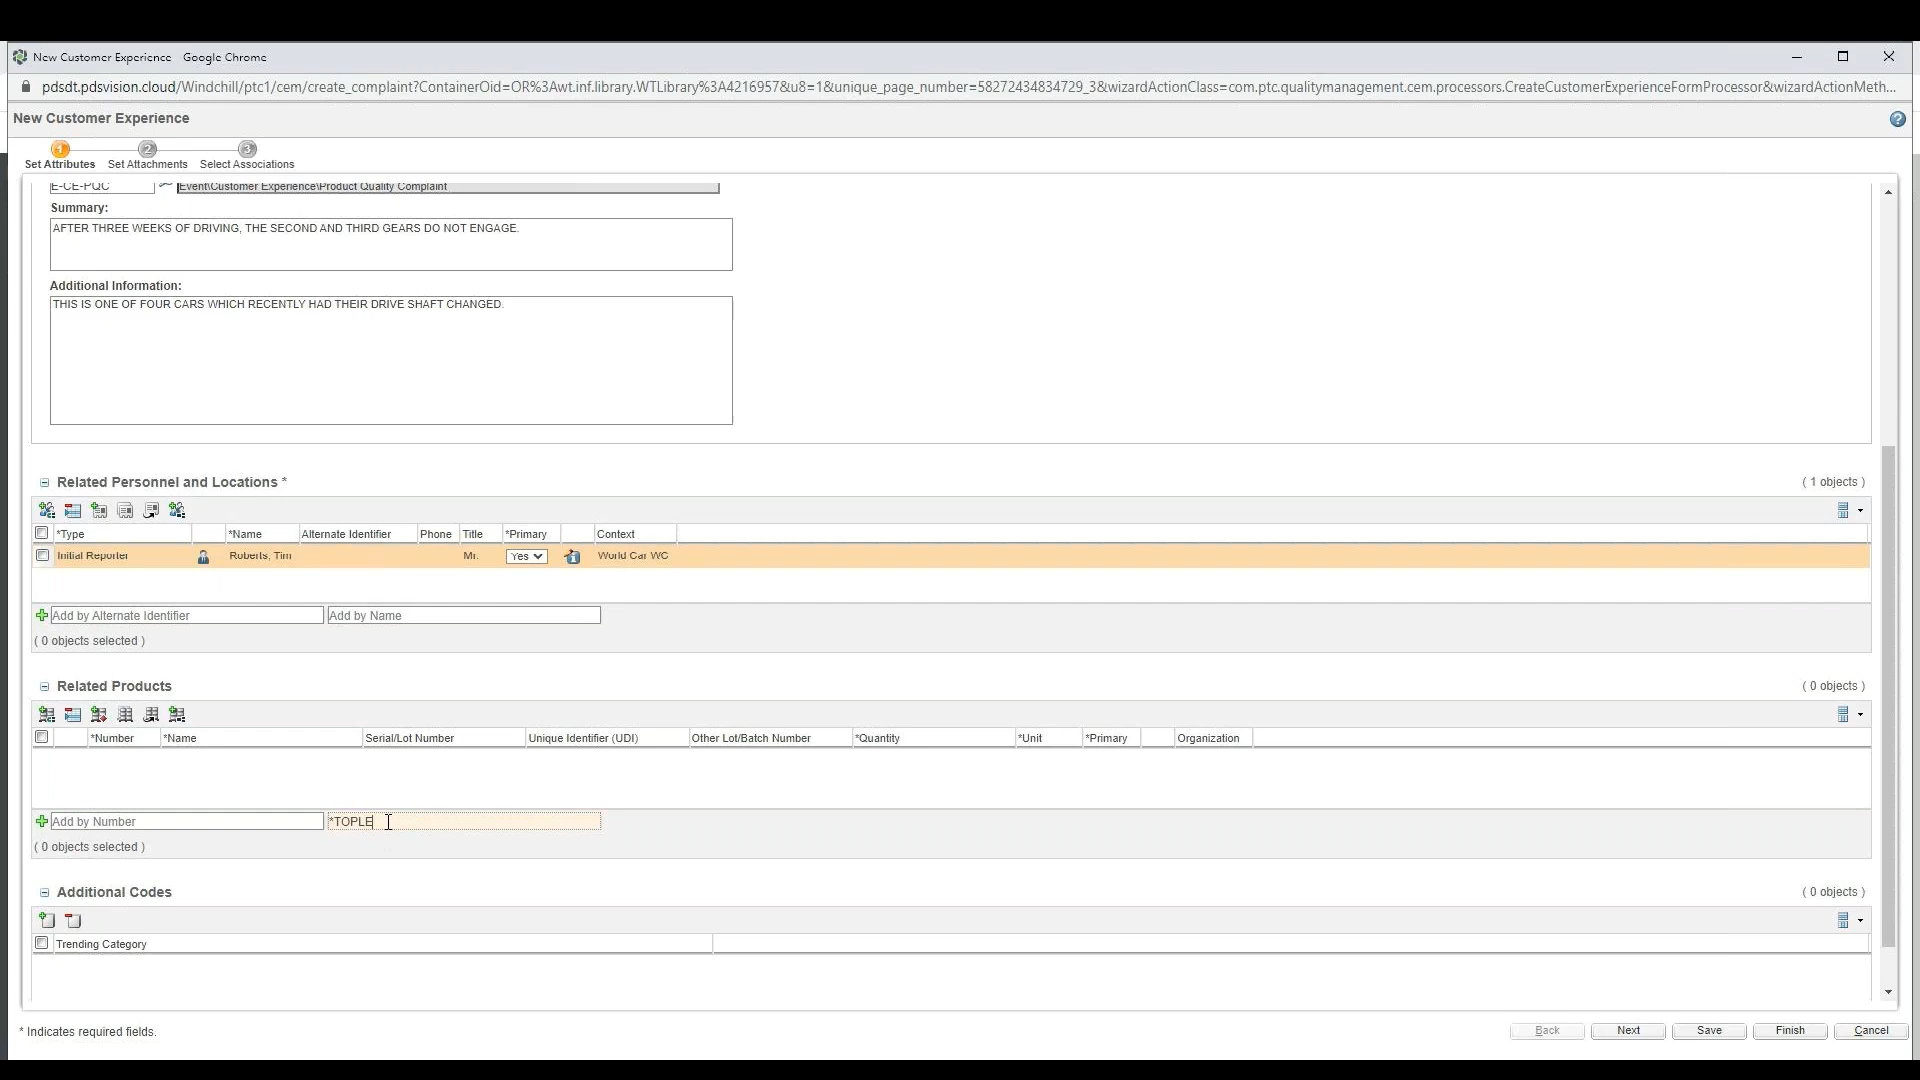 New Customer Experience - Google Chrome
pdsdt.pdsvision.cloud/Windchill/ptc1/cem/create_complaint?ContainerOid=OR%3Awt.inf.library.WTLibrary%3A4216957&u8=1&unique_page_number=58272434834729_3&wizardActionClass=com.ptc.qualitymanagement.cem.processors.CreateCustomerExperienceFormProcessor&wizardActionMeth...
New Customer Experience
1 2 3
Set Attributes Set Attachments Select Associations
E-CE-PQC Event\Customer Experience\Product Quality Complaint
Summary:
AFTER THREE WEEKS OF DRIVING, THE SECOND AND THIRD GEARS DO NOT ENGAGE.
Additional Information:
THIS IS ONE OF FOUR CARS WHICH RECENTLY HAD THEIR DRIVE SHAFT CHANGED.
Related Personnel and Locations * ( 1 objects )
*Type *Name Alternate Identifier Phone Title *Primary Context
Initial Reporter Roberts, Tim Mr. Yes World Car WC
Add by Alternate Identifier Add by Name
( 0 objects selected )
Related Products ( 0 objects )
*Number *Name Serial/Lot Number Unique Identifier (UDI) Other Lot/Batch Number *Quantity *Unit *Primary Organization
Add by Number *TOPLE
( 0 objects selected )
Additional Codes ( 0 objects )
Trending Category
* Indicates required fields. Back Next Save Finish Cancel